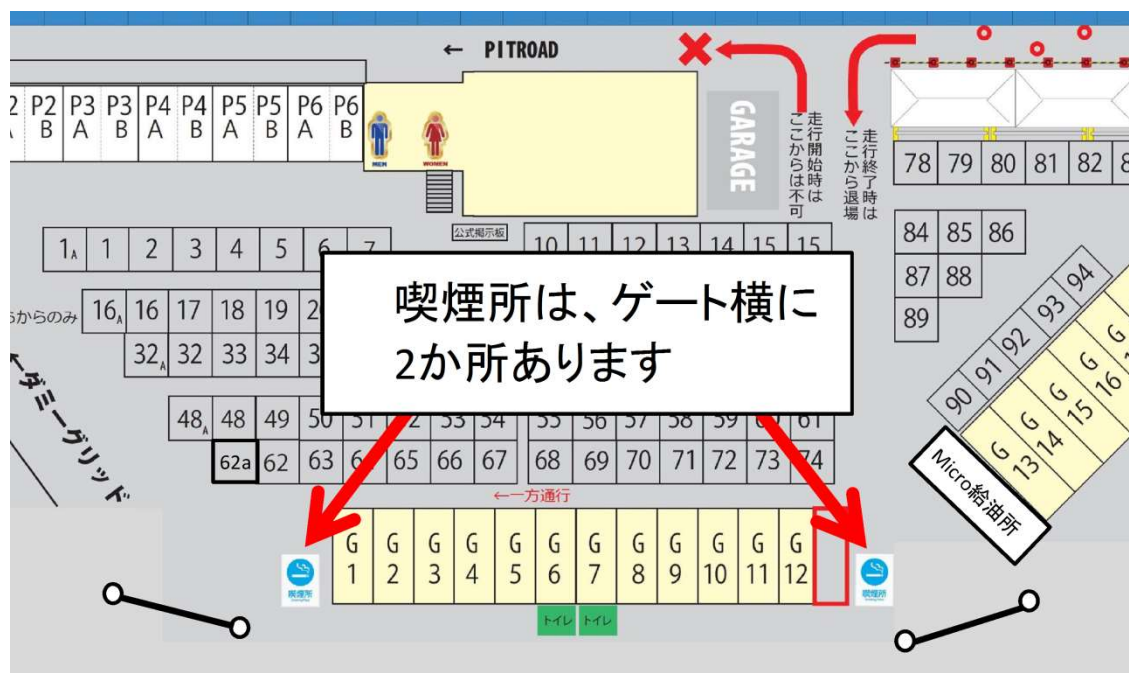 ← PITROAD
GARAGE
走行開始時は
ここからは不可
走行終了時は
ここから退場
2 P2 P3 P3 P4 P4 P5 P5 P6 P6
B A B A B A B A B
MEN WOMEN
78 79 80 81 82 8
公式掲示板
84 85 86
1A 1 2 3 4 5 6 7 10 11 12 13 14 15 15
87 88
89
喫煙所は、ゲート横に
2か所あります
らのみ 16A 16 17 18 19
32A 32 33 34
←ダミーグリッド
90 91 92 93 94
48A 48 49 50 51 53 54 55 56 57 58 59 61
62a 62 63 65 66 67 68 69 70 71 72 73 74
←一方通行
G1 G2 G3 G4 G5 G6 G7 G8 G9 G10 G11 G12
G13 G14 G15 G16
Micro給油所
喫煙所 喫煙所
トイレ トイレ